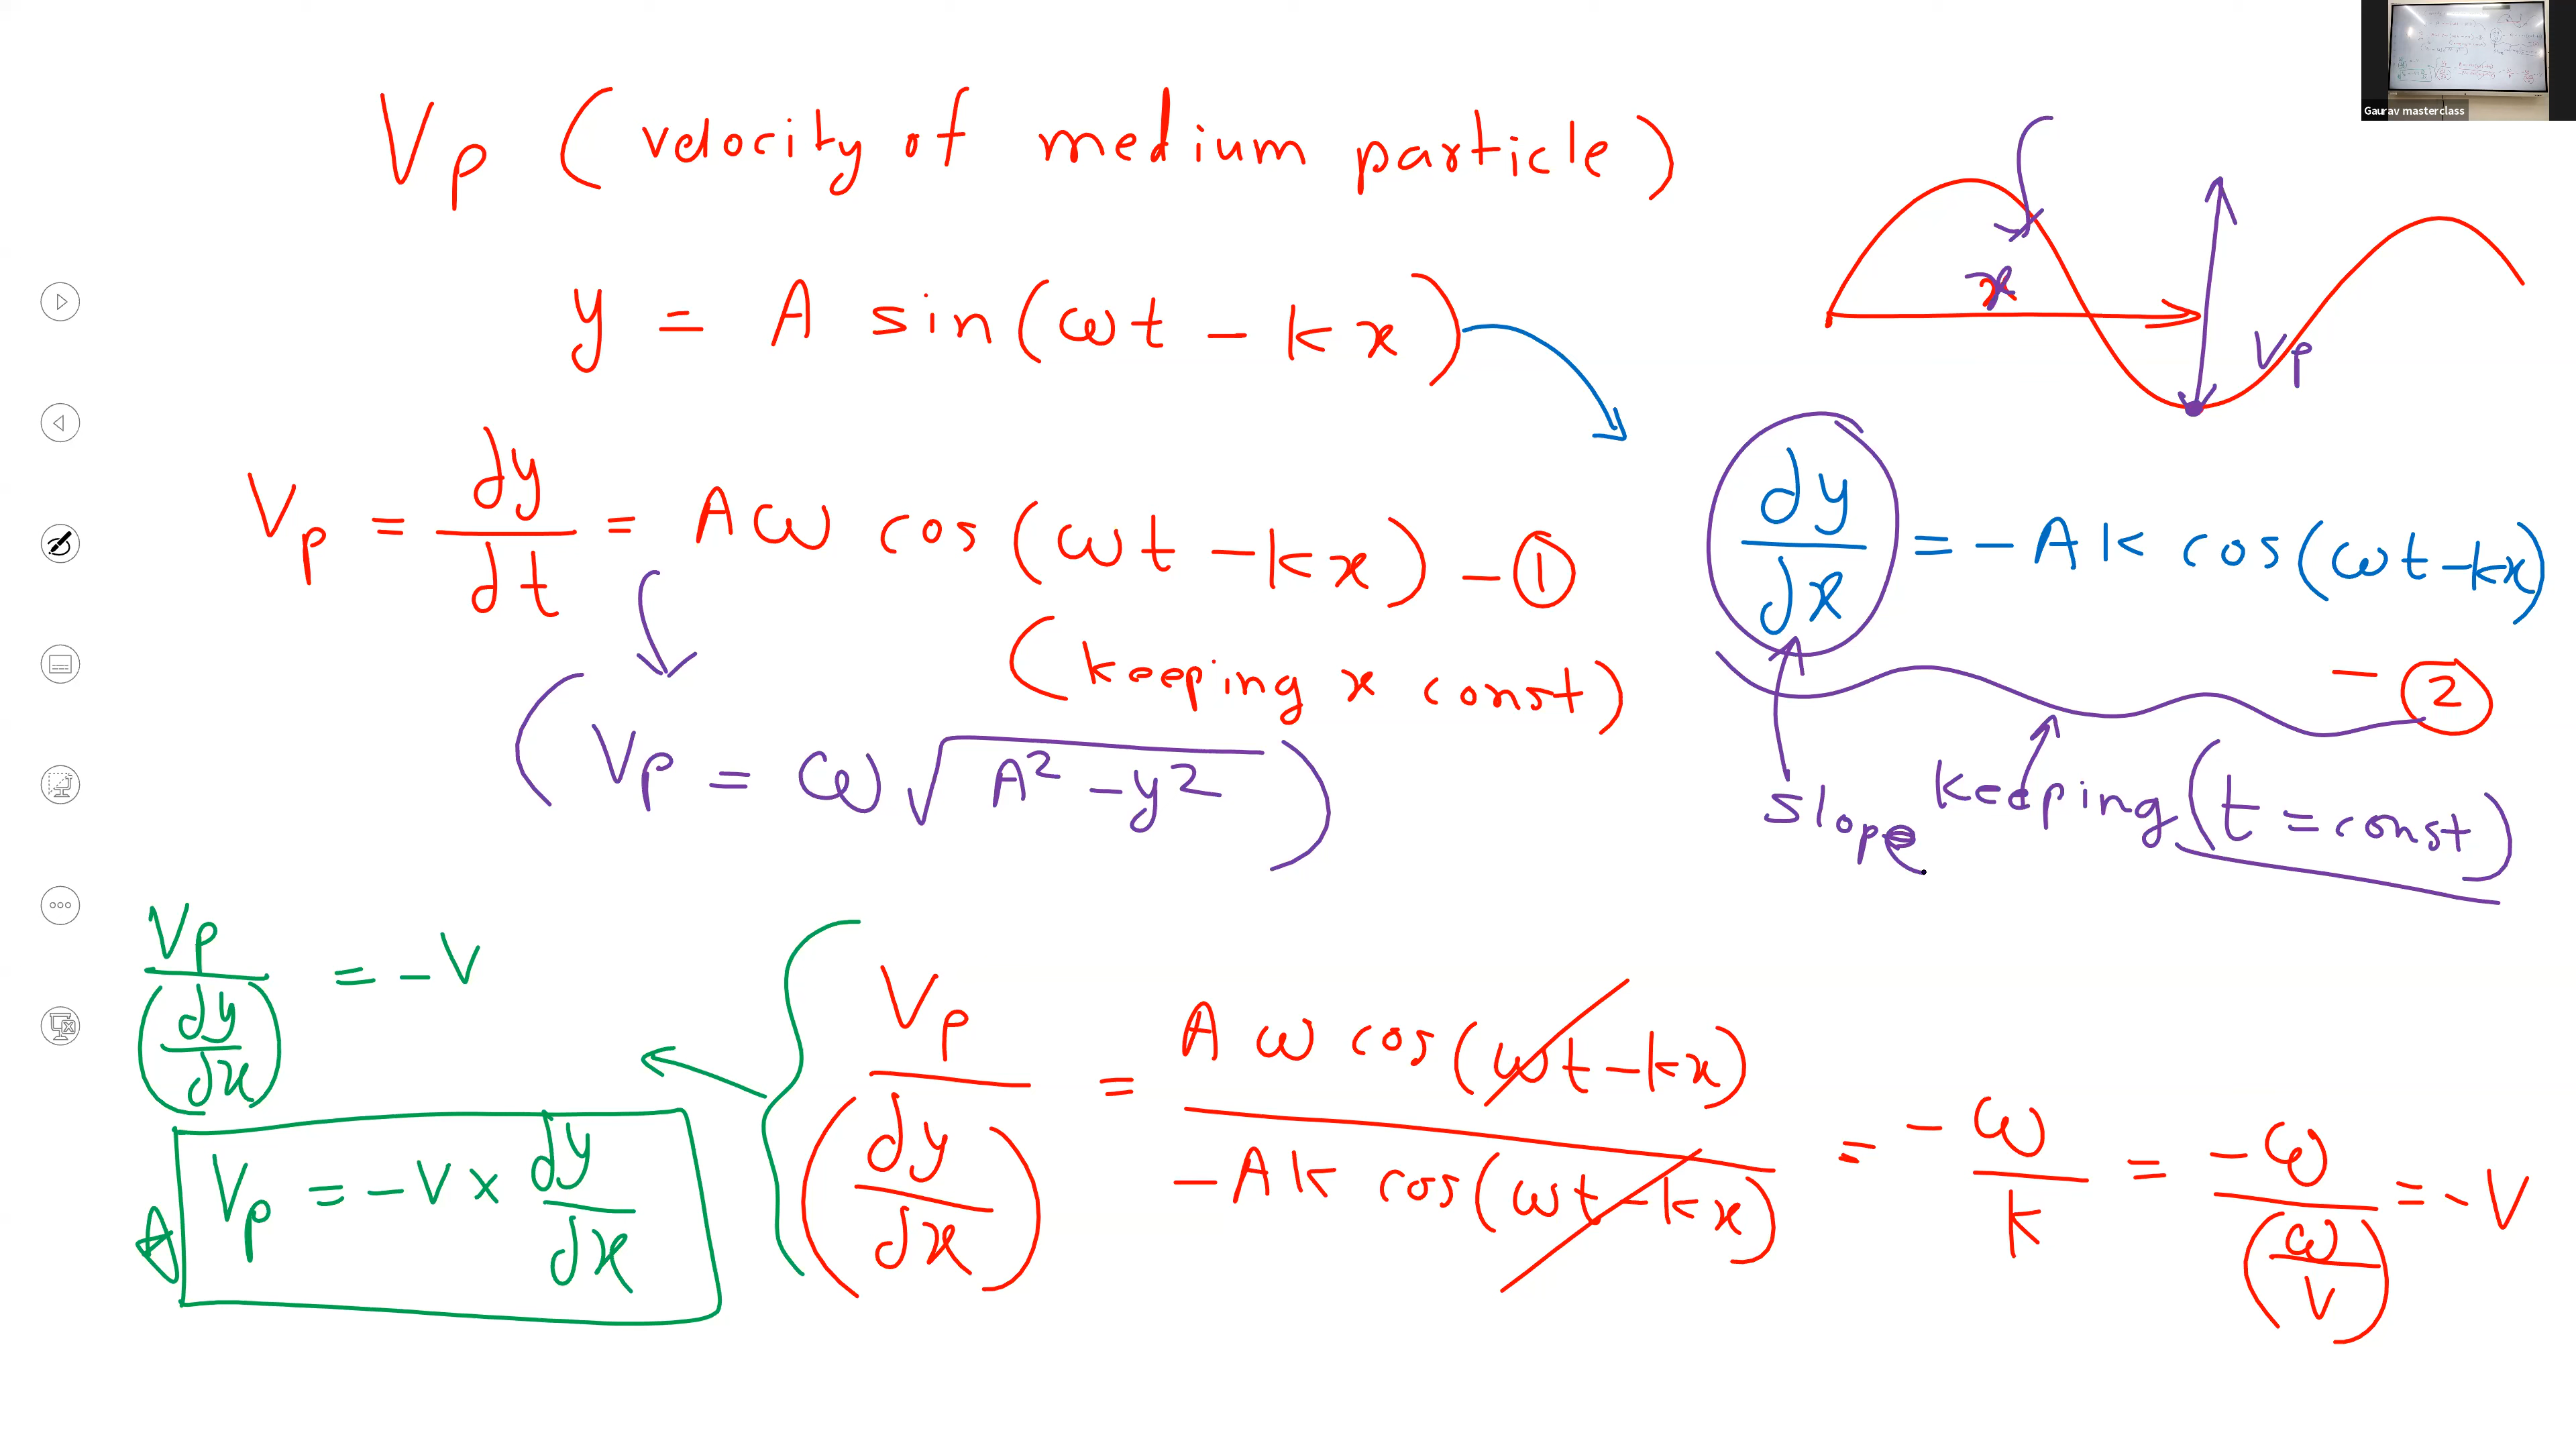 Gaurav masterclass
Vp (velocity of medium particle)
x
Vp
y = A sin(ωt - kx)
Vp = dy/dt = Aω cos(ωt - kx) - ①
(keeping x const)
dy/dx = -Ak cos(ωt-kx)
- ②
slope
keeping (t = const)
(Vp = ω√(A² - y²))
Vp/(dy/dx) = -V
Vp = -V x dy/dx
Vp/(dy/dx) = Aω cos(ωt-kx)/-Ak cos(ωt-kx) = -ω/k = -ω/(ω/V) = -V